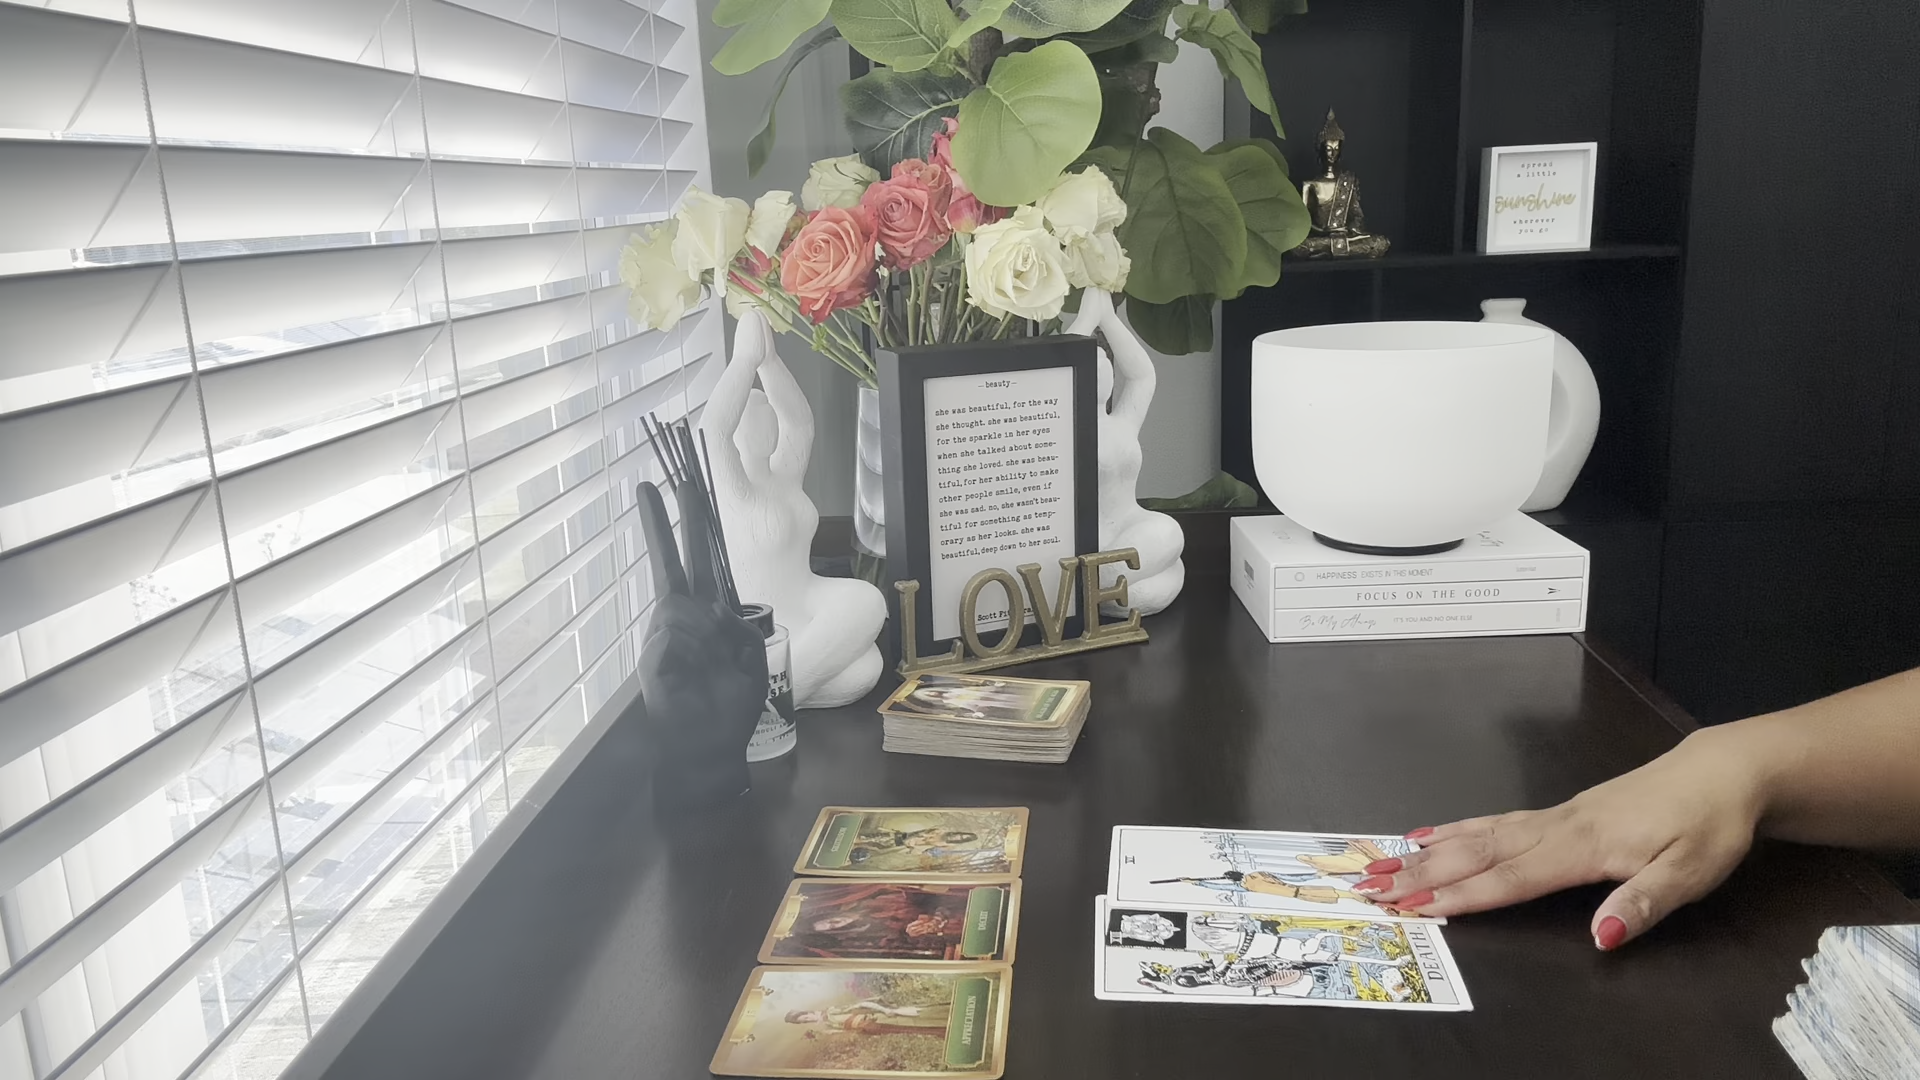 spread
a little
sunshine
wherever
you go
—beauty—
she was beautiful, for the way
she thought. she was beautiful,
for the sparkle in her eyes
when she talked about some-
thing she loved. she was beau-
tiful, for her ability to make
other people smile, even if
she was sad. no, she wasn't beau-
tiful for something as temp-
orary as her looks. she was
beautiful, deep down to her soul.
Scott
LOVE
HAPPINESS EXISTS IN THIS MOMENT
FOCUS ON THE GOOD
Be My Always IT'S YOU AND NO ONE ELSE
DECEIT
APPRECIATION
DEATH.